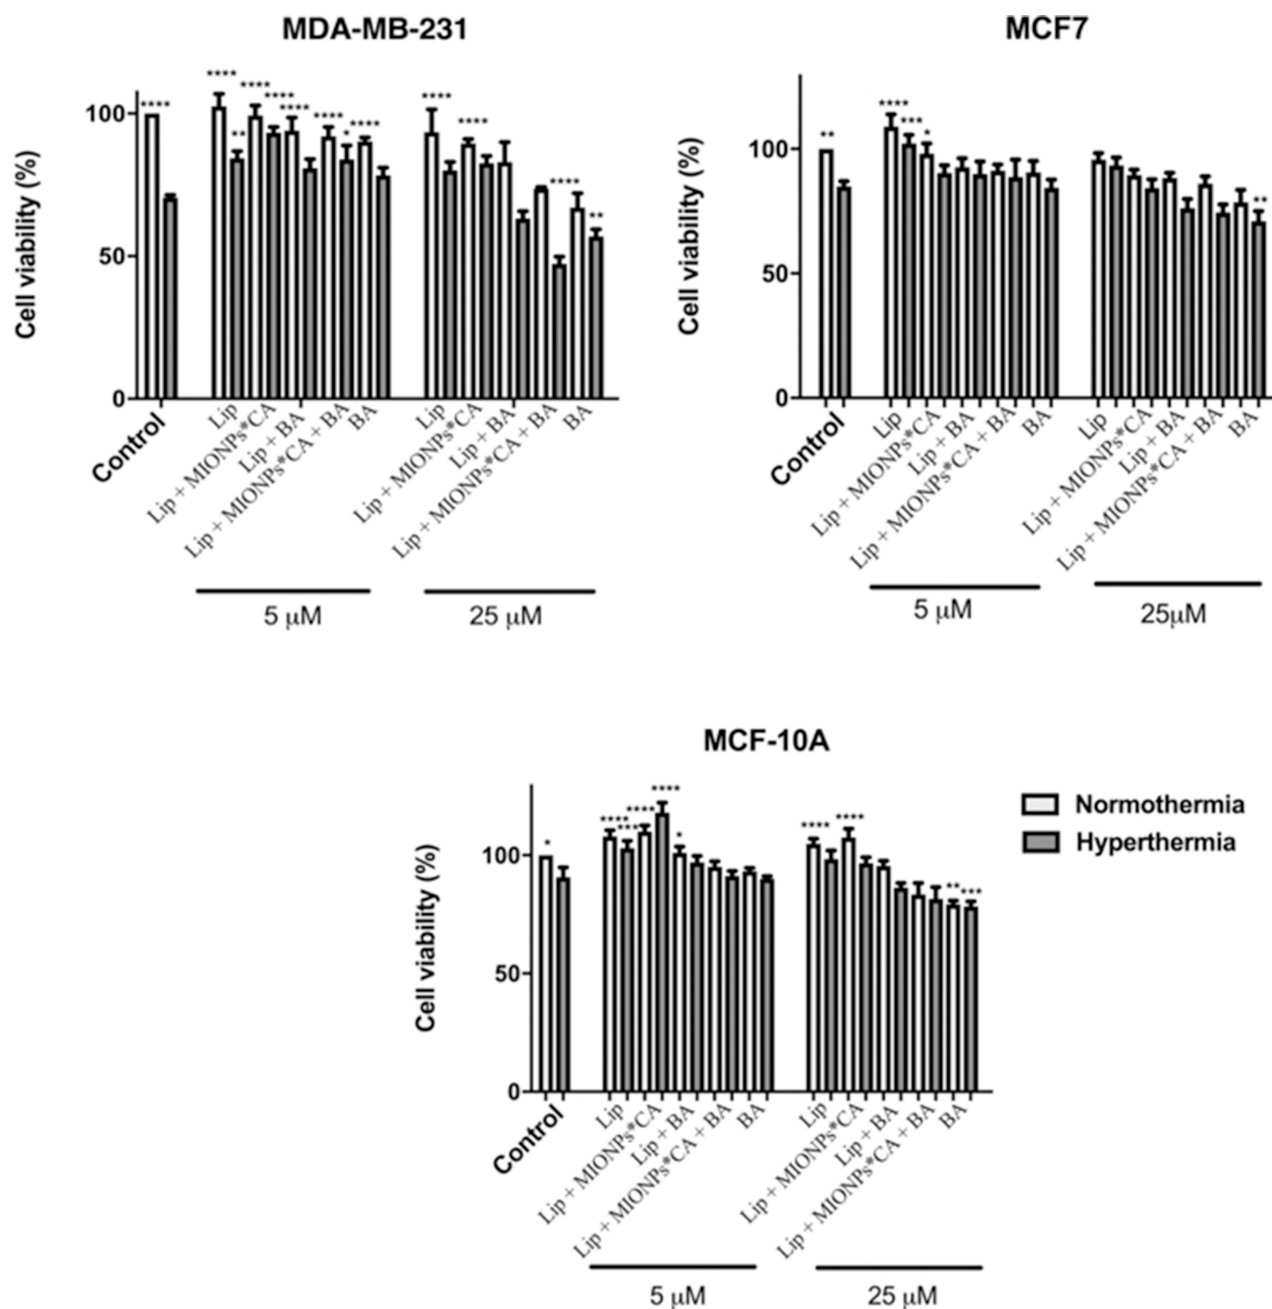 MDA-MB-231
Cell viability (%)
100
50
0
****
****
**
****
****
****
****
*
****
****
****
****
**
Control
Lip
Lip + MIONPs*CA
Lip + BA
Lip + MIONPs*CA + BA
BA
Lip
Lip + MIONPs*CA
Lip + BA
Lip + MIONPs*CA + BA
BA
5 μM
25 μM
MCF7
Cell viability (%)
100
50
0
**
****
***
*
**
Control
Lip
Lip + MIONPs*CA
Lip + BA
Lip + MIONPs*CA + BA
BA
Lip
Lip + MIONPs*CA
Lip + BA
Lip + MIONPs*CA + BA
BA
5 μM
25μM
MCF-10A
Cell viability (%)
100
50
0
*
****
***
****
****
*
****
****
**
***
Control
Lip
Lip + MIONPs*CA
Lip + BA
Lip + MIONPs*CA + BA
BA
Lip
Lip + MIONPs*CA
Lip + BA
Lip + MIONPs*CA + BA
BA
5 μM
25 μM
Normothermia
Hyperthermia